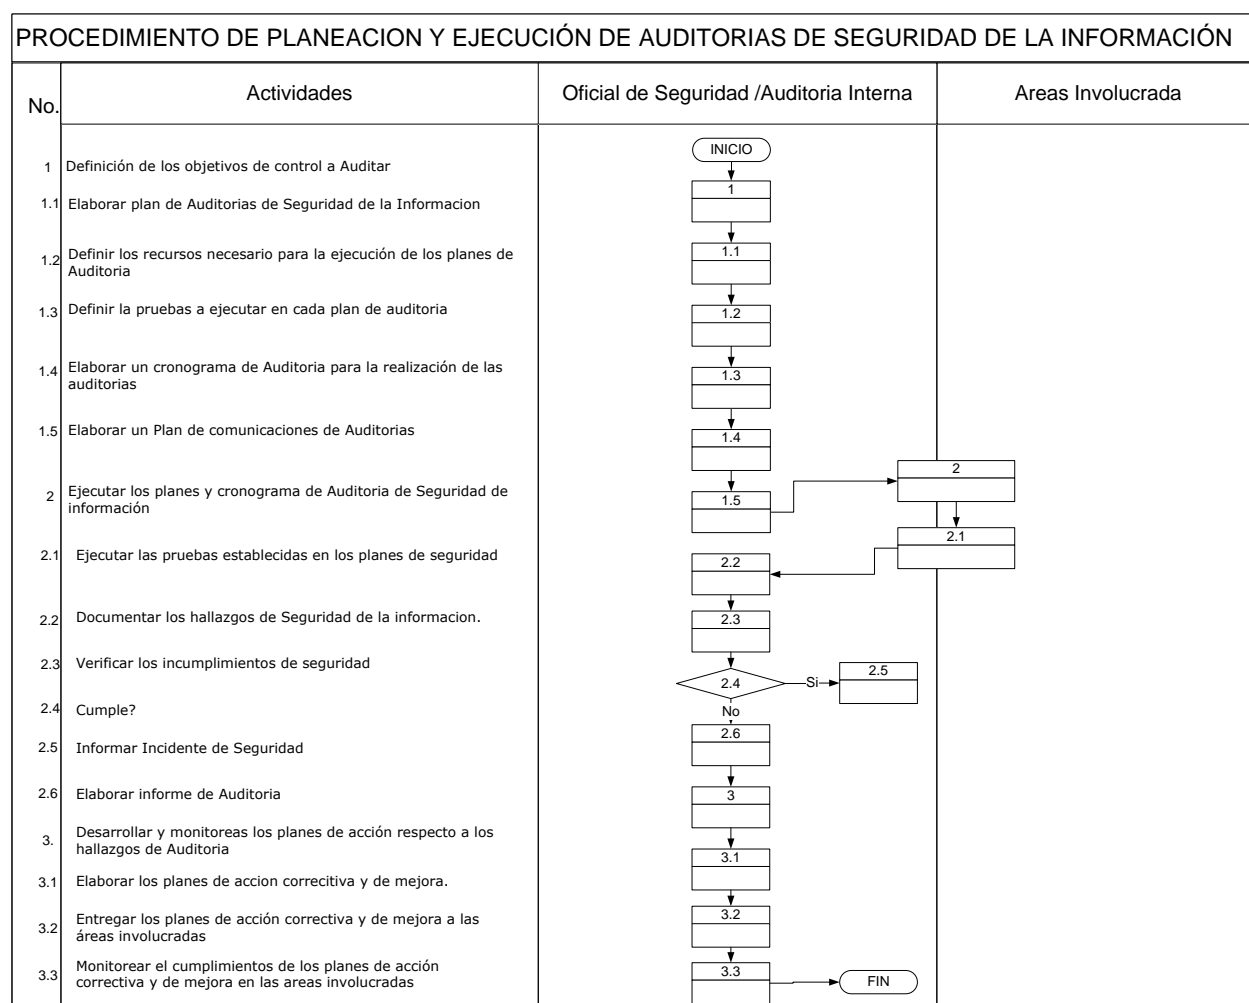 PROCEDIMIENTO DE PLANEACION Y EJECUCIÓN DE AUDITORIAS DE SEGURIDAD DE LA INFORMACIÓN
No.
Actividades
Oficial de Seguridad /Auditoria Interna
Areas Involucrada
1 Definición de los objetivos de control a Auditar
1.1 Elaborar plan de Auditorias de Seguridad de la Informacion
1.2 Definir los recursos necesario para la ejecución de los planes de
Auditoria
1.3 Definir la pruebas a ejecutar en cada plan de auditoria
1.4 Elaborar un cronograma de Auditoria para la realización de las
auditorias
1.5 Elaborar un Plan de comunicaciones de Auditorias
2 Ejecutar los planes y cronograma de Auditoria de Seguridad de
información
2.1 Ejecutar las pruebas establecidas en los planes de seguridad
2.2 Documentar los hallazgos de Seguridad de la informacion.
2.3 Verificar los incumplimientos de seguridad
2.4 Cumple?
2.5 Informar Incidente de Seguridad
2.6 Elaborar informe de Auditoria
3. Desarrollar y monitoreas los planes de acción respecto a los
hallazgos de Auditoria
3.1 Elaborar los planes de accion correcitiva y de mejora.
3.2 Entregar los planes de acción correctiva y de mejora a las
áreas involucradas
3.3 Monitorear el cumplimientos de los planes de acción
correctiva y de mejora en las areas involucradas
INICIO
1
1.1
1.2
1.3
1.4
1.5
2
2.1
2.2
2.3
2.4
Si
2.5
No
2.6
3
3.1
3.2
3.3
FIN